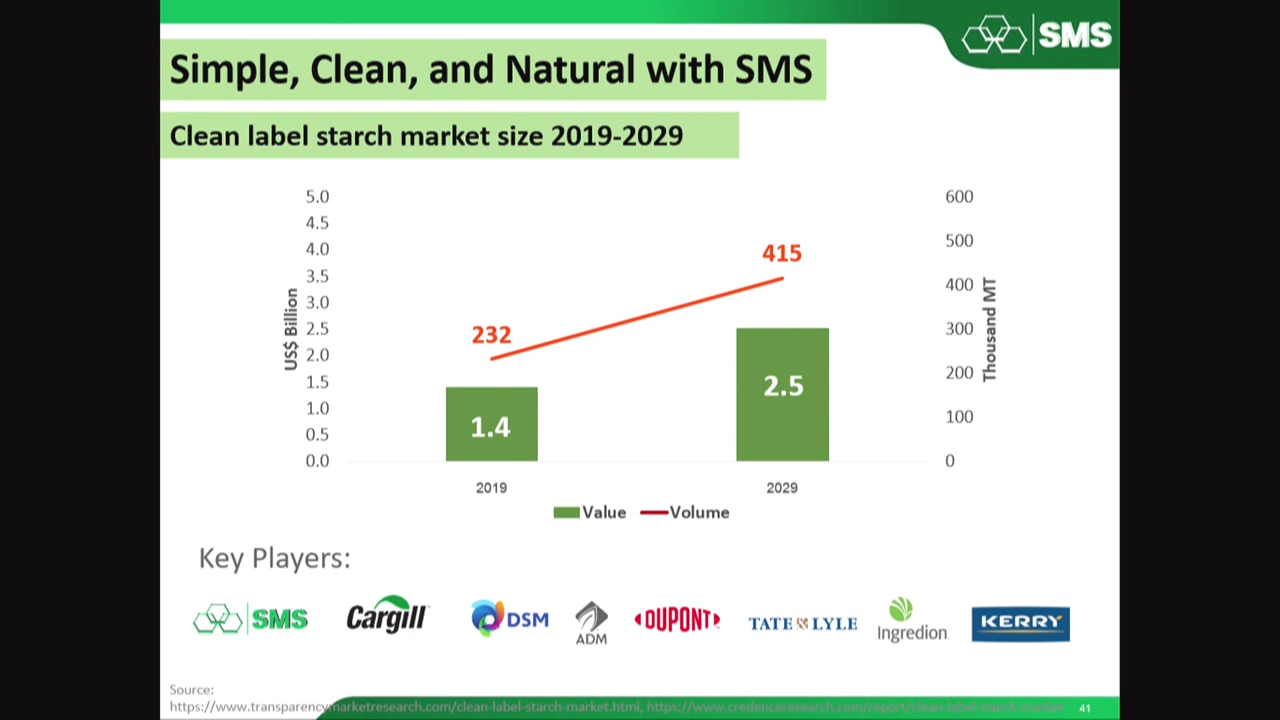 SMS
Simple, Clean, and Natural with SMS
Clean label starch market size 2019-2029
5.0
4.5
4.0
3.5
3.0
2.5
2.0
1.5
1.0
0.5
0.0
US$ Billion
232
415
1.4
2.5
600
500
400
300
200
100
0
Thousand MT
2019
2029
Value
Volume
Key Players:
SMS
Cargill
DSM
ADM
DUPONT
TATE & LYLE
Ingredion
KERRY
Source:
https://www.transparencymarketresearch.com/clean-label-starch-market.html, https://www.credenceresearch.com/report/clean-label-starch-market
41